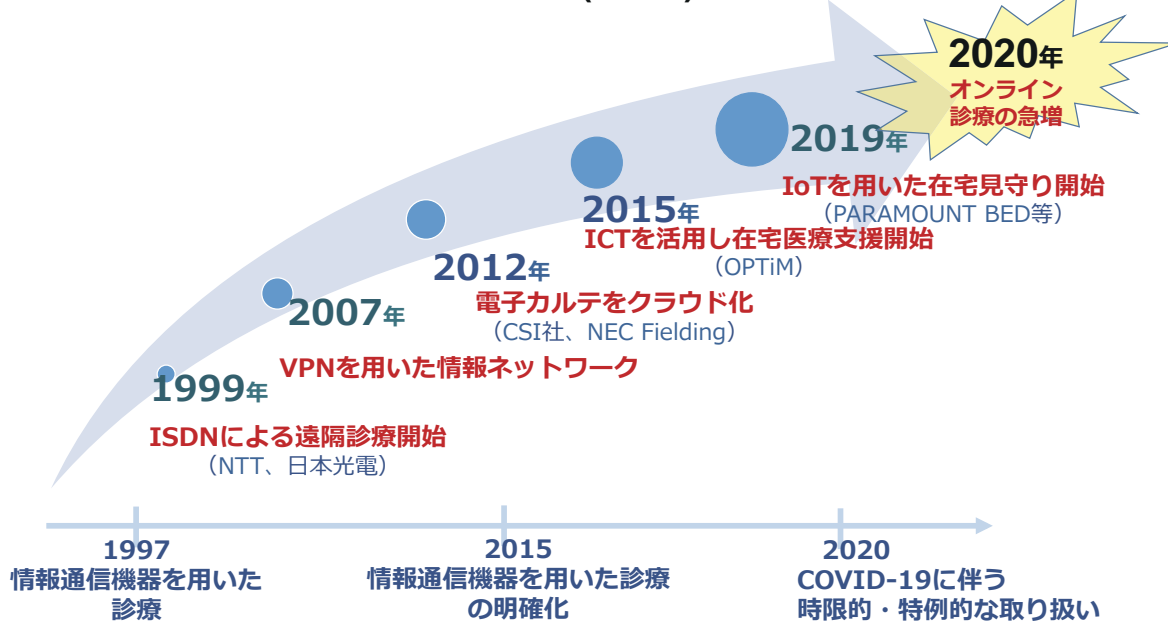 2020年
オンライン
診療の急増
2019年
IoTを用いた在宅見守り開始
（PARAMOUNT BED等）
2015年
ICTを活用し在宅医療支援開始
（OPTiM）
2012年
電子カルテをクラウド化
（CSI社、NEC Fielding）
2007年
VPNを用いた情報ネットワーク
1999年
ISDNによる遠隔診療開始
（NTT、日本光電）
1997
情報通信機器を用いた
診療
2015
情報通信機器を用いた診療
の明確化
2020
COVID-19に伴う
時限的・特例的な取り扱い